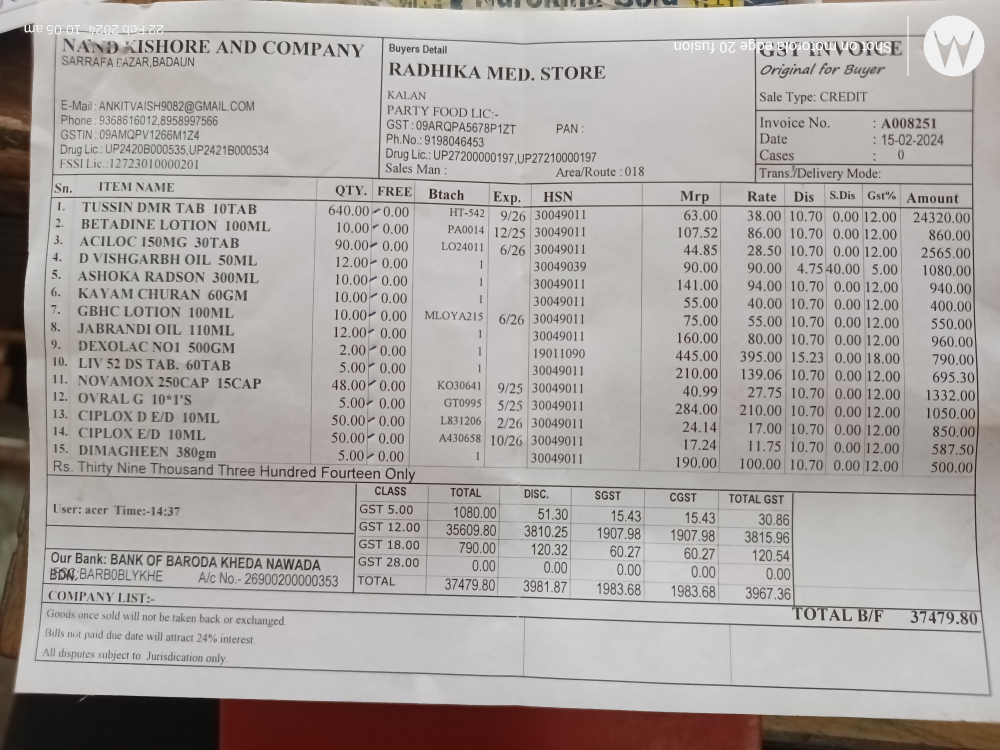 22 Feb 2024, 10:05 am
Shot on motorola edge 20 fusion
NAND KISHORE AND COMPANY
SARRAFA BAZAR,BADAUN
E-Mail : ANKITVAISH9082@GMAIL.COM
Phone : 9368616012,8958997566
GSTIN : 09AMQPV1266M1Z4
Drug Lic.: UP2420B000535,UP2421B000534
FSSI Lic.:12723010000201
Buyers Detail
RADHIKA MED. STORE
KALAN
PARTY FOOD LIC:-
GST : 09ARQPA5678P1ZT PAN :
Ph.No.: 9198046453
Drug Lic.: UP27200000197,UP27210000197
Sales Man : Area/Route : 018
GST INVOICE
Original for Buyer
Sale Type: CREDIT
Invoice No. : A008251
Date : 15-02-2024
Cases : 0
Trans./Delivery Mode:
Sn. ITEM NAME QTY. FREE Btach Exp. HSN Mrp Rate Dis S.Dis Gst% Amount
1. TUSSIN DMR TAB 10TAB 640.00 0.00 HT-542 9/26 30049011 63.00 38.00 10.70 0.00 12.00 24320.00
2. BETADINE LOTION 100ML 10.00 0.00 PA0014 12/25 30049011 107.52 86.00 10.70 0.00 12.00 860.00
3. ACILOC 150MG 30TAB 90.00 0.00 LO24011 6/26 30049011 44.85 28.50 10.70 0.00 12.00 2565.00
4. D VISHGARBH OIL 50ML 12.00 0.00 1 30049039 90.00 90.00 4.75 40.00 5.00 1080.00
5. ASHOKA RADSON 300ML 10.00 0.00 1 30049011 141.00 94.00 10.70 0.00 12.00 940.00
6. KAYAM CHURAN 60GM 10.00 0.00 1 30049011 55.00 40.00 10.70 0.00 12.00 400.00
7. GBHC LOTION 100ML 10.00 0.00 MLOYA215 6/26 30049011 75.00 55.00 10.70 0.00 12.00 550.00
8. JABRANDI OIL 110ML 12.00 0.00 1 30049011 160.00 80.00 10.70 0.00 12.00 960.00
9. DEXOLAC NO1 500GM 2.00 0.00 1 19011090 445.00 395.00 15.23 0.00 18.00 790.00
10. LIV 52 DS TAB. 60TAB 5.00 0.00 1 30049011 210.00 139.06 10.70 0.00 12.00 695.30
11. NOVAMOX 250CAP 15CAP 48.00 0.00 KO30641 9/25 30049011 40.99 27.75 10.70 0.00 12.00 1332.00
12. OVRAL G 10*1'S 5.00 0.00 GT0995 5/25 30049011 284.00 210.00 10.70 0.00 12.00 1050.00
13. CIPLOX D E/D 10ML 50.00 0.00 L831206 2/26 30049011 24.14 17.00 10.70 0.00 12.00 850.00
14. CIPLOX E/D 10ML 50.00 0.00 A430658 10/26 30049011 17.24 11.75 10.70 0.00 12.00 587.50
15. DIMAGHEEN 380gm 5.00 0.00 1 30049011 190.00 100.00 10.70 0.00 12.00 500.00
Rs. Thirty Nine Thousand Three Hundred Fourteen Only
User: acer Time:-14:37
CLASS TOTAL DISC. SGST CGST TOTAL GST
GST 5.00 1080.00 51.30 15.43 15.43 30.86
GST 12.00 35609.80 3810.25 1907.98 1907.98 3815.96
GST 18.00 790.00 120.32 60.27 60.27 120.54
GST 28.00 0.00 0.00 0.00 0.00 0.00
TOTAL 37479.80 3981.87 1983.68 1983.68 3967.36
Our Bank: BANK OF BARODA KHEDA NAWADA
BDN, BARB0BLYKHE A/c No.- 26900200000353
COMPANY LIST:-
TOTAL B/F 37479.80
Goods once sold will not be taken back or exchanged.
Bills not paid due date will attract 24% interest.
All disputes subject to Jurisdication only.